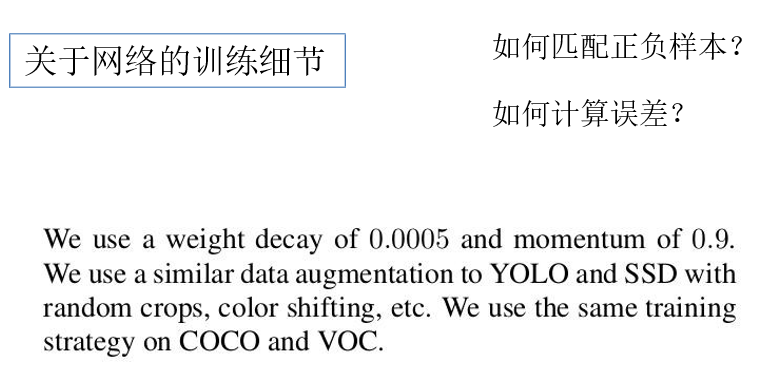 关于网络的训练细节
如何匹配正负样本？
如何计算误差？
We use a weight decay of 0.0005 and momentum of 0.9.
We use a similar data augmentation to YOLO and SSD with
random crops, color shifting, etc. We use the same training
strategy on COCO and VOC.